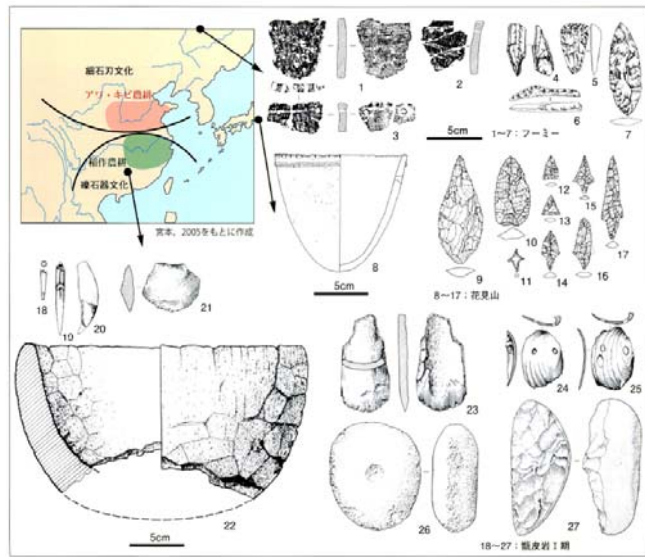 細石刃文化
アワ・キビ農耕
稲作農耕
礫石器文化
宮本,2005をもとに作成
1
2
3
4
5
6
7
5cm
1～7：フーミー
8
5cm
9
10
11
12
13
14
15
16
17
8～17：花見山
18
19
20
21
22
5cm
23
24
25
26
27
18～27：甑皮岩Ⅰ期